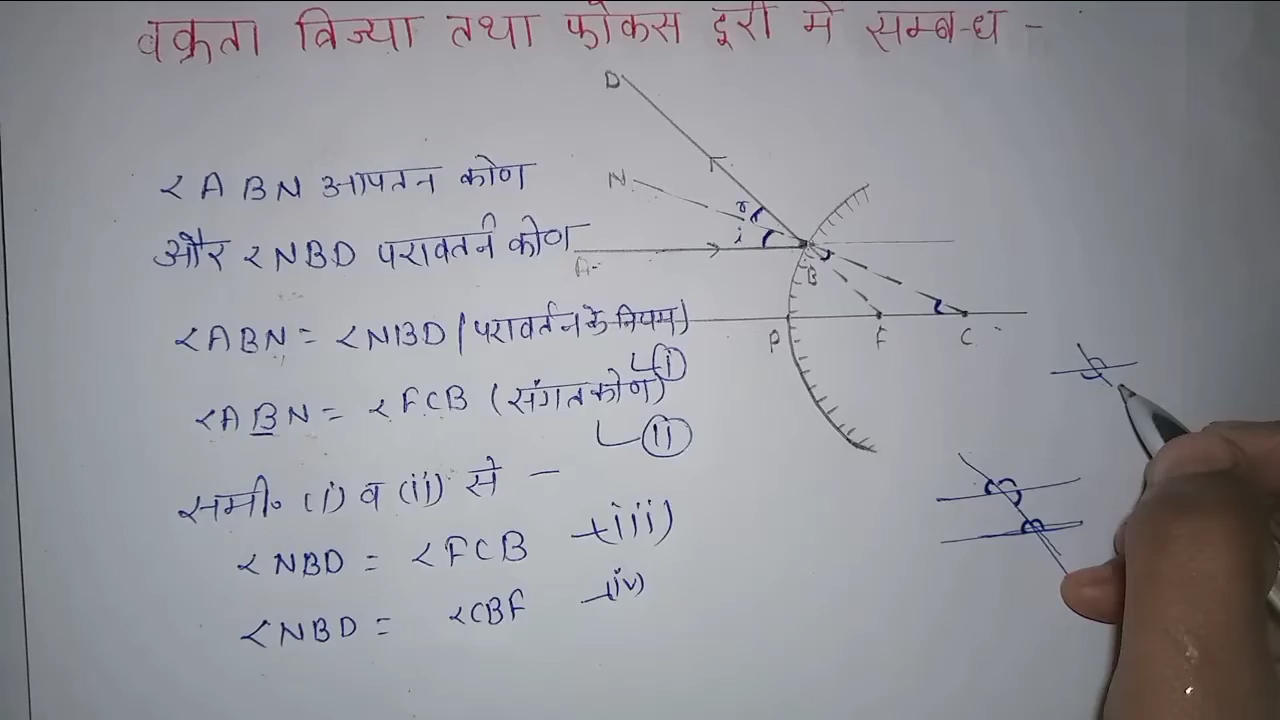 वक्रता विज्या तथा फोकस दूरी में सम्ब-ध -
D
∠ABN आपतन कोण
N
r
i
और ∠NBD परावर्तन कोण
A
B
∠ABN = ∠NBD (परावर्तन के नियम)
P F C
(I)
∠ABN = ∠FCB (संगत कोण)
(II)
समी० (i) व (ii) से -
∠NBD = ∠FCB -(iii)
∠NBD = ∠CBF -(iv)